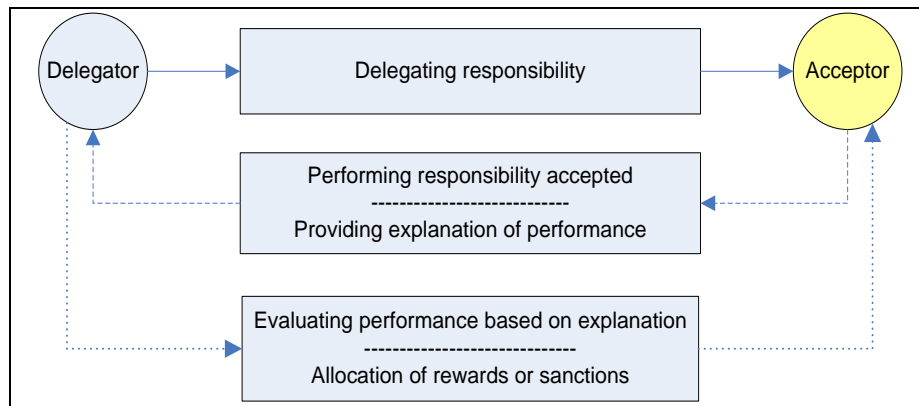 Delegator
Delegating responsibility
Acceptor
Performing responsibility accepted
----------------------------
Providing explanation of performance
Evaluating performance based on explanation
------------------------------
Allocation of rewards or sanctions